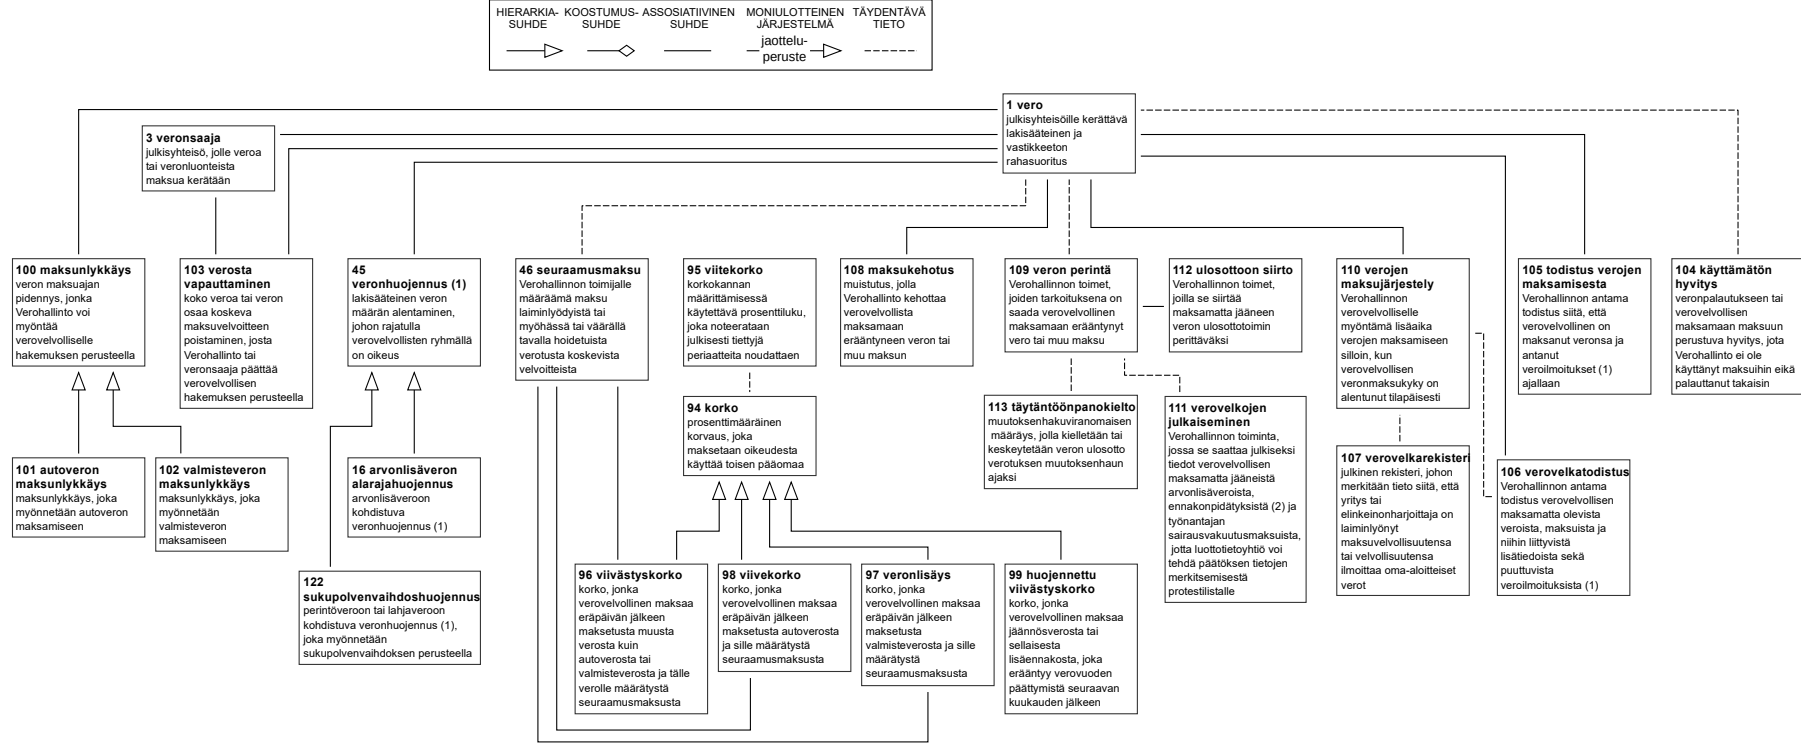 HIERARKIA-
SUHDE
KOOSTUMUS-
SUHDE
ASSOSIATIIVINEN
SUHDE
MONIULOTTEINEN
JÄRJESTELMÄ
TÄYDENTÄVÄ
TIETO
jaottelu-
peruste
1 vero
julkisyhteisöille kerättävä
lakisääteinen ja
vastikkeeton
rahasuoritus
3 veronsaaja
julkisyhteisö, jolle veroa
tai veronluonteista
maksua kerätään
100 maksunlykkäys
veron maksuajan
pidennys, jonka
Verohallinto voi
myöntää
verovelvolliselle
hakemuksen perusteella
103 verosta
vapauttaminen
koko veroa tai veron
osaa koskeva
maksuvelvoitteen
poistaminen, josta
Verohallinto tai
veronsaaja päättää
verovelvollisen
hakemuksen perusteella
45
veronhuojennus (1)
lakisääteinen veron
määrän alentaminen,
johon rajatulla
verovelvollisten ryhmällä
on oikeus
46 seuraamusmaksu
Verohallinnon toimijalle
määräämä maksu
laiminlyödyistä tai
myöhässä tai väärällä
tavalla hoidetuista
verotusta koskevista
velvoitteista
95 viitekorko
korkokannan
määrittämisessä
käytettävä prosenttiluku,
joka noteerataan
julkisesti tiettyjä
periaatteita noudattaen
108 maksukehotus
muistutus, jolla
Verohallinto kehottaa
verovelvollista
maksamaan
erääntyneen veron tai
muu maksun
109 veron perintä
Verohallinnon toimet,
joiden tarkoituksena on
saada verovelvollinen
maksamaan erääntynyt
vero tai muu maksu
112 ulosottoon siirto
Verohallinnon toimet,
joilla se siirtää
maksamatta jääneen
veron ulosottotoimin
perittäväksi
110 verojen
maksujärjestely
Verohallinnon
verovelvolliselle
myöntämä lisäaika
verojen maksamiseen
silloin, kun
verovelvollisen
veronmaksukyky on
alentunut tilapäisesti
105 todistus verojen
maksamisesta
Verohallinnon antama
todistus siitä, että
verovelvollinen on
maksanut veronsa ja
antanut
veroilmoitukset (1)
ajallaan
104 käyttämätön
hyvitys
veronpalautukseen tai
verovelvollisen
maksamaan maksuun
perustuva hyvitys, jota
Verohallinto ei ole
käyttänyt maksuihin eikä
palauttanut takaisin
94 korko
prosenttimääräinen
korvaus, joka
maksetaan oikeudesta
käyttää toisen pääomaa
113 täytäntöönpanokielto
muutoksenhakuviranomaisen
määräys, jolla kielletään tai
keskeytetään veron ulosotto
verotuksen muutoksenhaun
ajaksi
111 verovelkojen
julkaiseminen
Verohallinnon toiminta,
jossa se saattaa julkiseksi
tiedot verovelvollisen
maksamatta jääneistä
arvonlisäveroista,
ennakonpidätyksistä (2) ja
työnantajan
sairausvakuutusmaksuista,
jotta luottotietoyhtiö voi
tehdä päätöksen tietojen
merkitsemisestä
protestilistalle
107 verovelkarekisteri
julkinen rekisteri, johon
merkitään tieto siitä, että
yritys tai
elinkeinonharjoittaja on
laiminlyönyt
maksuvelvollisuutensa
tai velvollisuutensa
ilmoittaa oma-aloitteiset
verot
106 verovelkatodistus
Verohallinnon antama
todistus verovelvollisen
maksamatta olevista
veroista, maksuista ja
niihin liittyvistä
lisätiedoista sekä
puuttuvista
veroilmoituksista (1)
101 autoveron
maksunlykkäys
maksunlykkäys, joka
myönnetään autoveron
maksamiseen
102 valmisteveron
maksunlykkäys
maksunlykkäys, joka
myönnetään
valmisteveron
maksamiseen
16 arvonlisäveron
alarajahuojennus
arvonlisäveroon
kohdistuva
veronhuojennus (1)
122
sukupolvenvaihdoshuojennus
perintöveroon tai lahjaveroon
kohdistuva veronhuojennus (1),
joka myönnetään
sukupolvenvaihdoksen perusteella
96 viivästyskorko
korko, jonka
verovelvollinen maksaa
eräpäivän jälkeen
maksetusta muusta
verosta kuin
autoverosta tai
valmisteverosta ja tälle
verolle määrätystä
seuraamusmaksusta
98 viivekorko
korko, jonka
verovelvollinen maksaa
eräpäivän jälkeen
maksetusta autoverosta
ja sille määrätystä
seuraamusmaksusta
97 veronlisäys
korko, jonka
verovelvollinen maksaa
eräpäivän jälkeen
maksetusta
valmisteverosta ja sille
määrätystä
seuraamusmaksusta
99 huojennettu
viivästyskorko
korko, jonka
verovelvollinen maksaa
jäännösverosta tai
sellaisesta
lisäennakosta, joka
erääntyy verovuoden
päättymistä seuraavan
kuukauden jälkeen